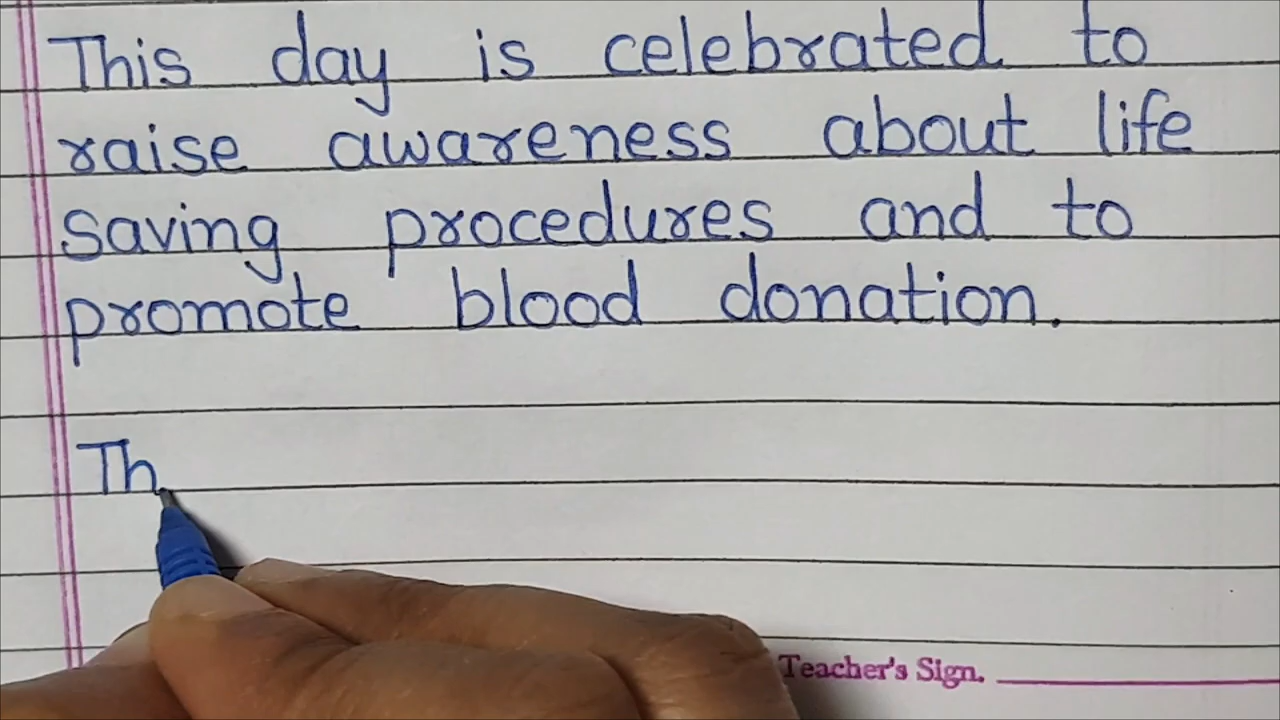 This day is celebrated to
raise awareness about life
saving procedures and to
promote blood donation.
Th
Teacher's Sign.